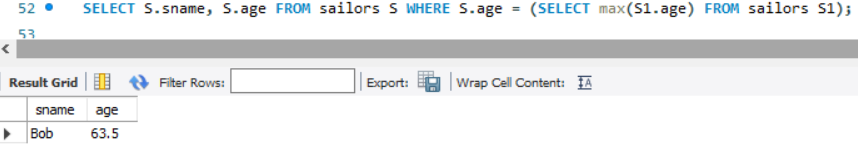 52 SELECT S.sname, S.age FROM sailors S WHERE S.age = (SELECT max(S1.age) FROM sailors S1);
53
Result Grid Filter Rows: Export: Wrap Cell Content: IA
sname age
Bob 63.5